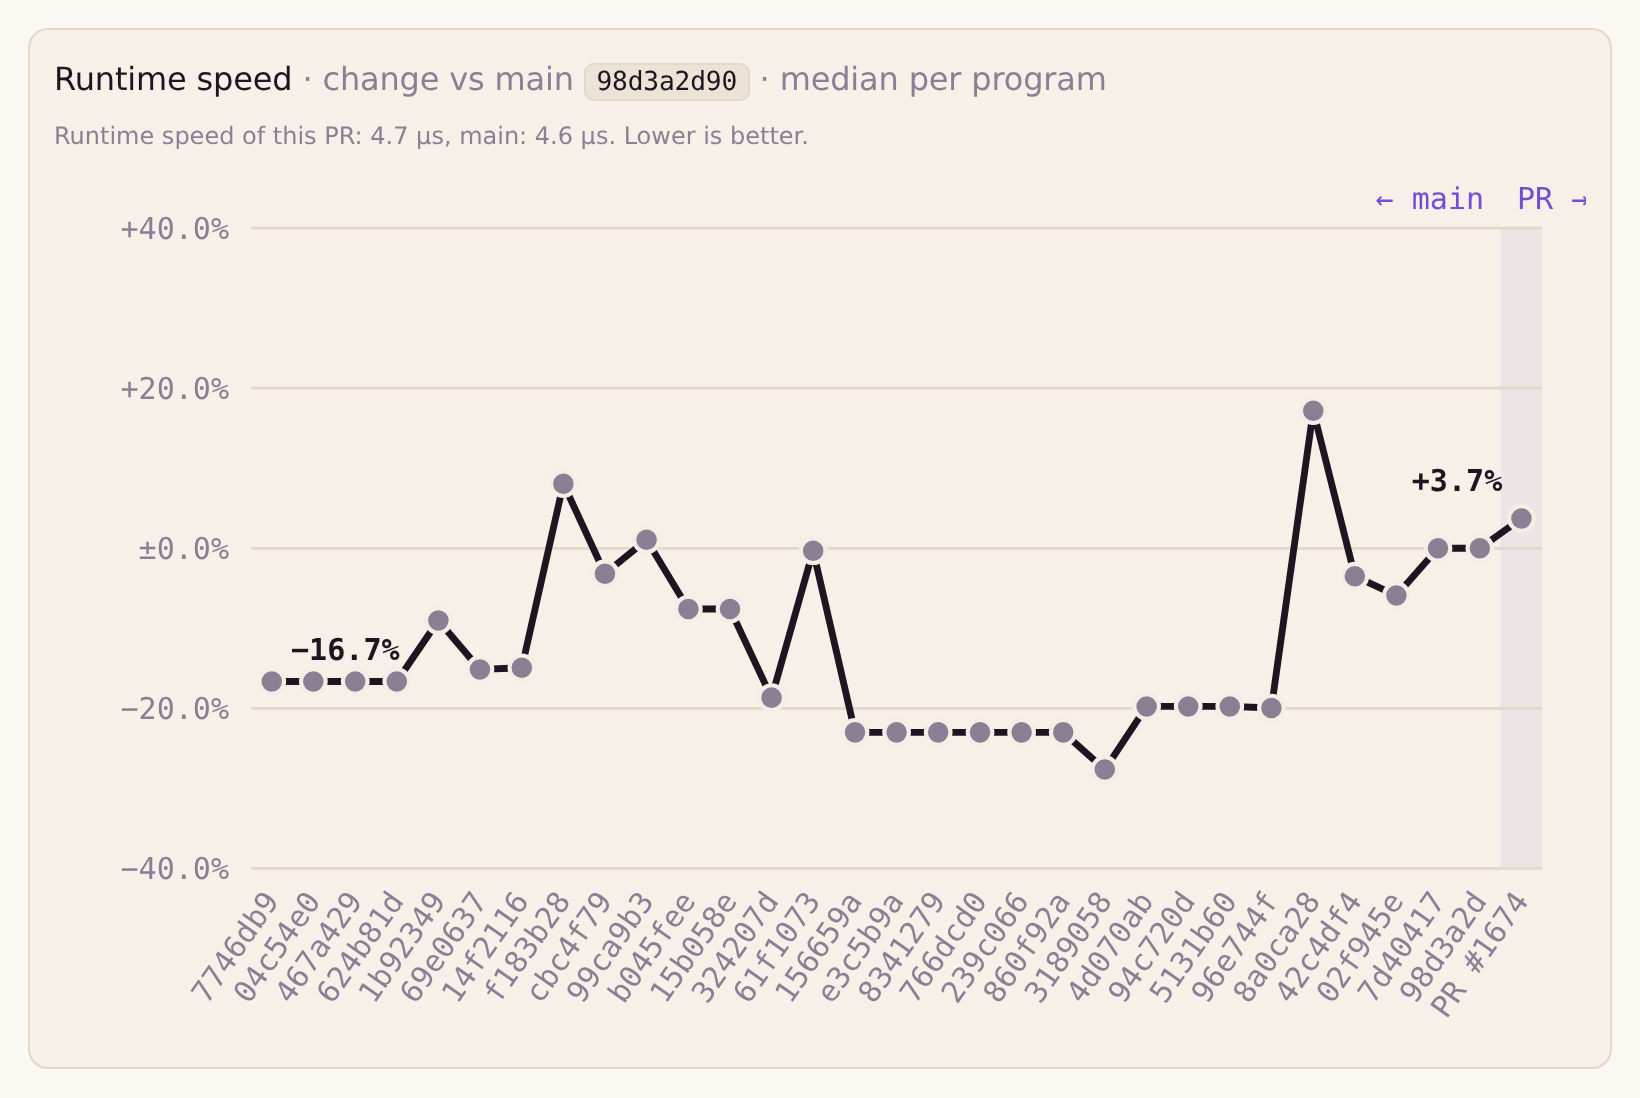 Runtime speed · change vs main 98d3a2d90 · median per program
Runtime speed of this PR: 4.7 µs, main: 4.6 µs. Lower is better.
← main PR →
+40.0%
+20.0%
±0.0%
−20.0%
−40.0%
−16.7%
+3.7%
7746db9
04c54e0
467a429
624b81d
1b92349
69e0637
14f2116
f183b28
cbc4f79
99ca9b3
b045fee
15b058e
324207d
61f1073
156659a
e3c5b9a
8341279
766dcd0
239c066
860f92a
3189058
4d070ab
94c720d
5131b60
96e744f
8a0ca28
42c4df4
02f945e
7d40417
98d3a2d
PR #1674